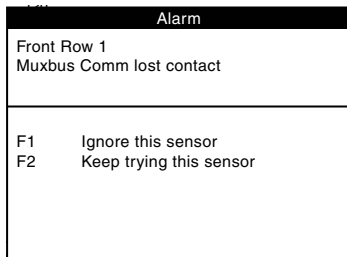 Alarm
Front Row 1
Muxbus Comm lost contact
F1 Ignore this sensor
F2 Keep trying this sensor